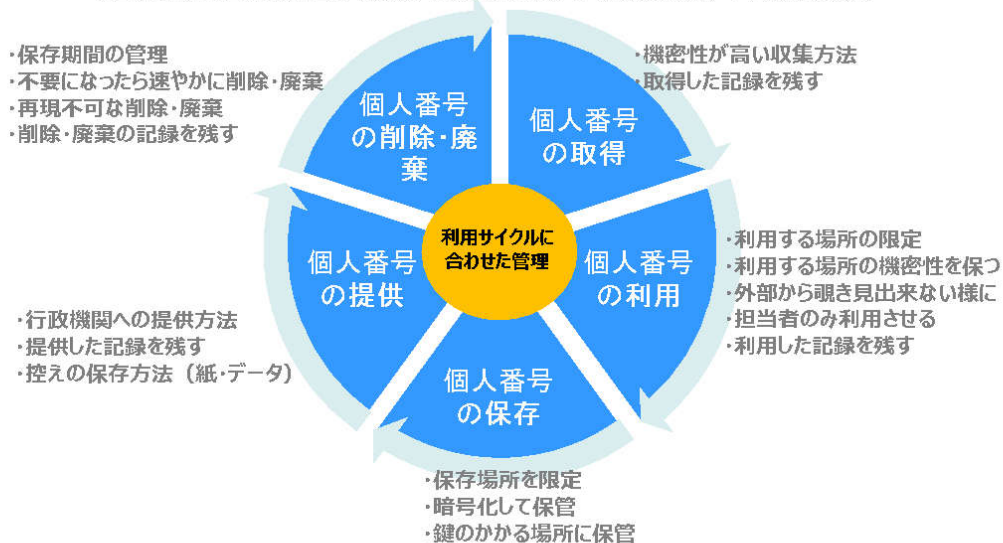 ・保存期間の管理
・不要になったら速やかに削除・廃棄
・再現不可な削除・廃棄
・削除・廃棄の記録を残す
個人番号
の削除・廃
棄
個人番号
の取得
・機密性が高い収集方法
・取得した記録を残す
利用サイクルに
合わせた管理
個人番号
の提供
個人番号
の利用
・利用する場所の限定
・利用する場所の機密性を保つ
・外部から覗き見出来ない様に
・担当者のみ利用させる
・利用した記録を残す
・行政機関への提供方法
・提供した記録を残す
・控えの保存方法（紙・データ）
個人番号
の保存
・保存場所を限定
・暗号化して保管
・鍵のかかる場所に保管